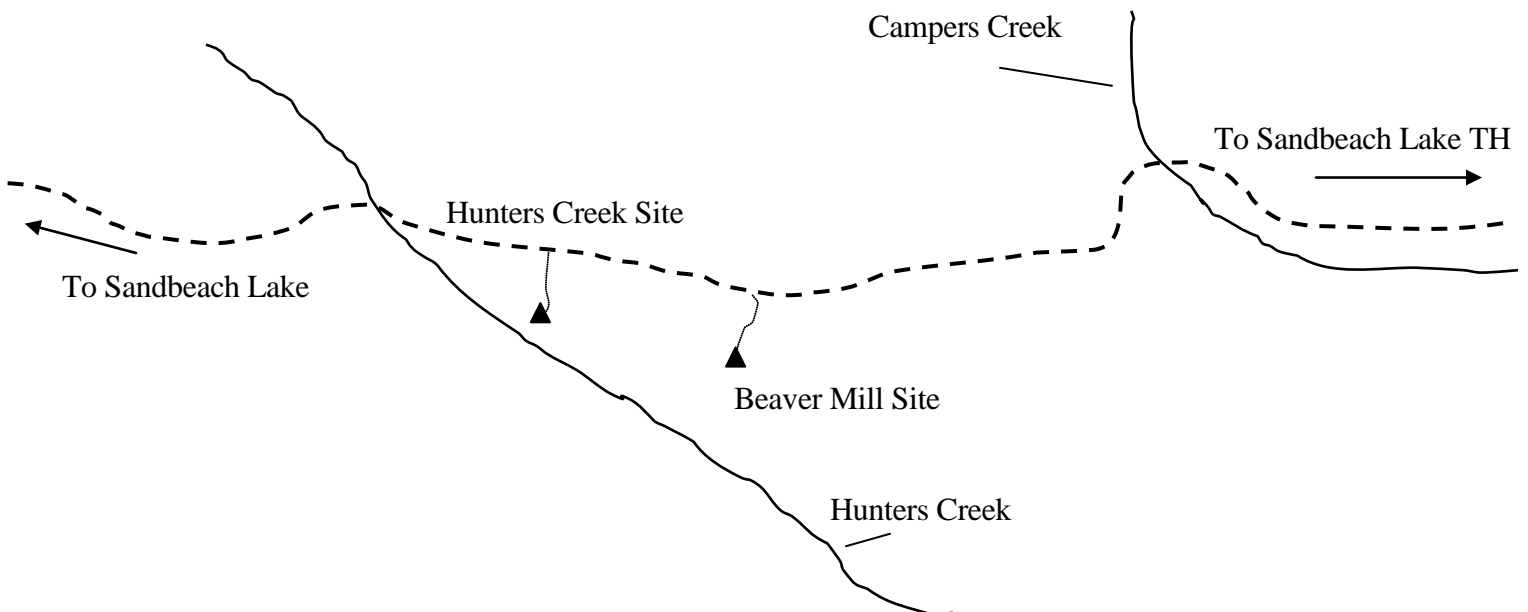 Campers Creek
To Sandbeach Lake TH
Hunters Creek Site
To Sandbeach Lake
Beaver Mill Site
Hunters Creek